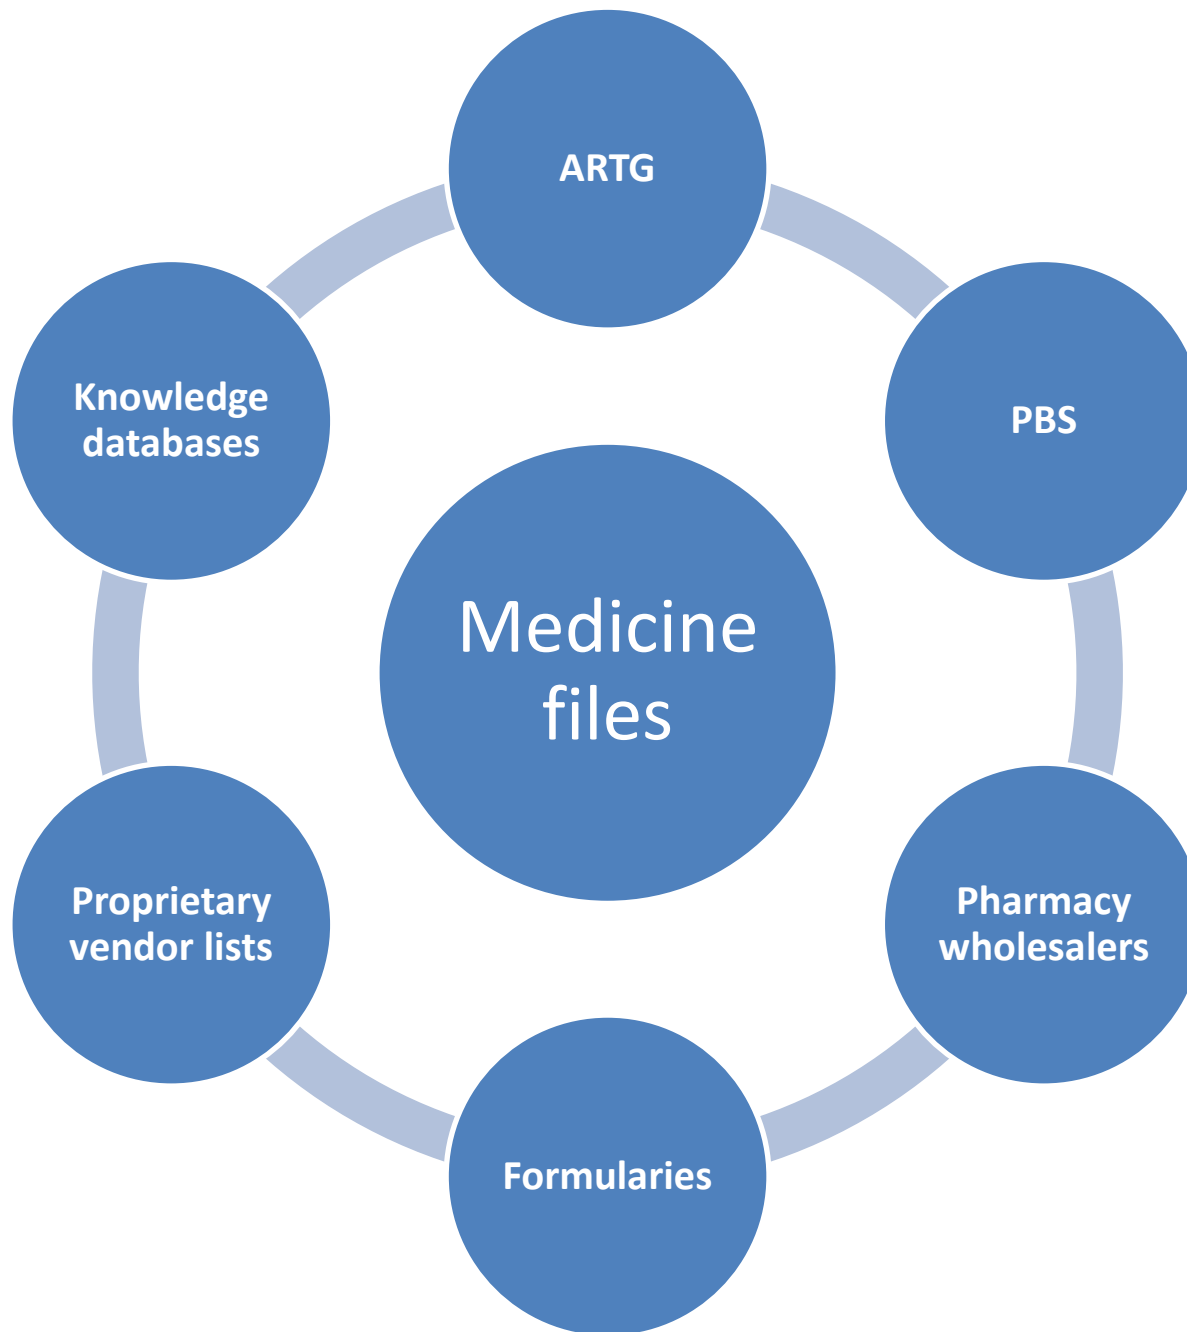 ARTG
Knowledge
databases
PBS
Medicine
files
Proprietary
vendor lists
Pharmacy
wholesalers
Formularies